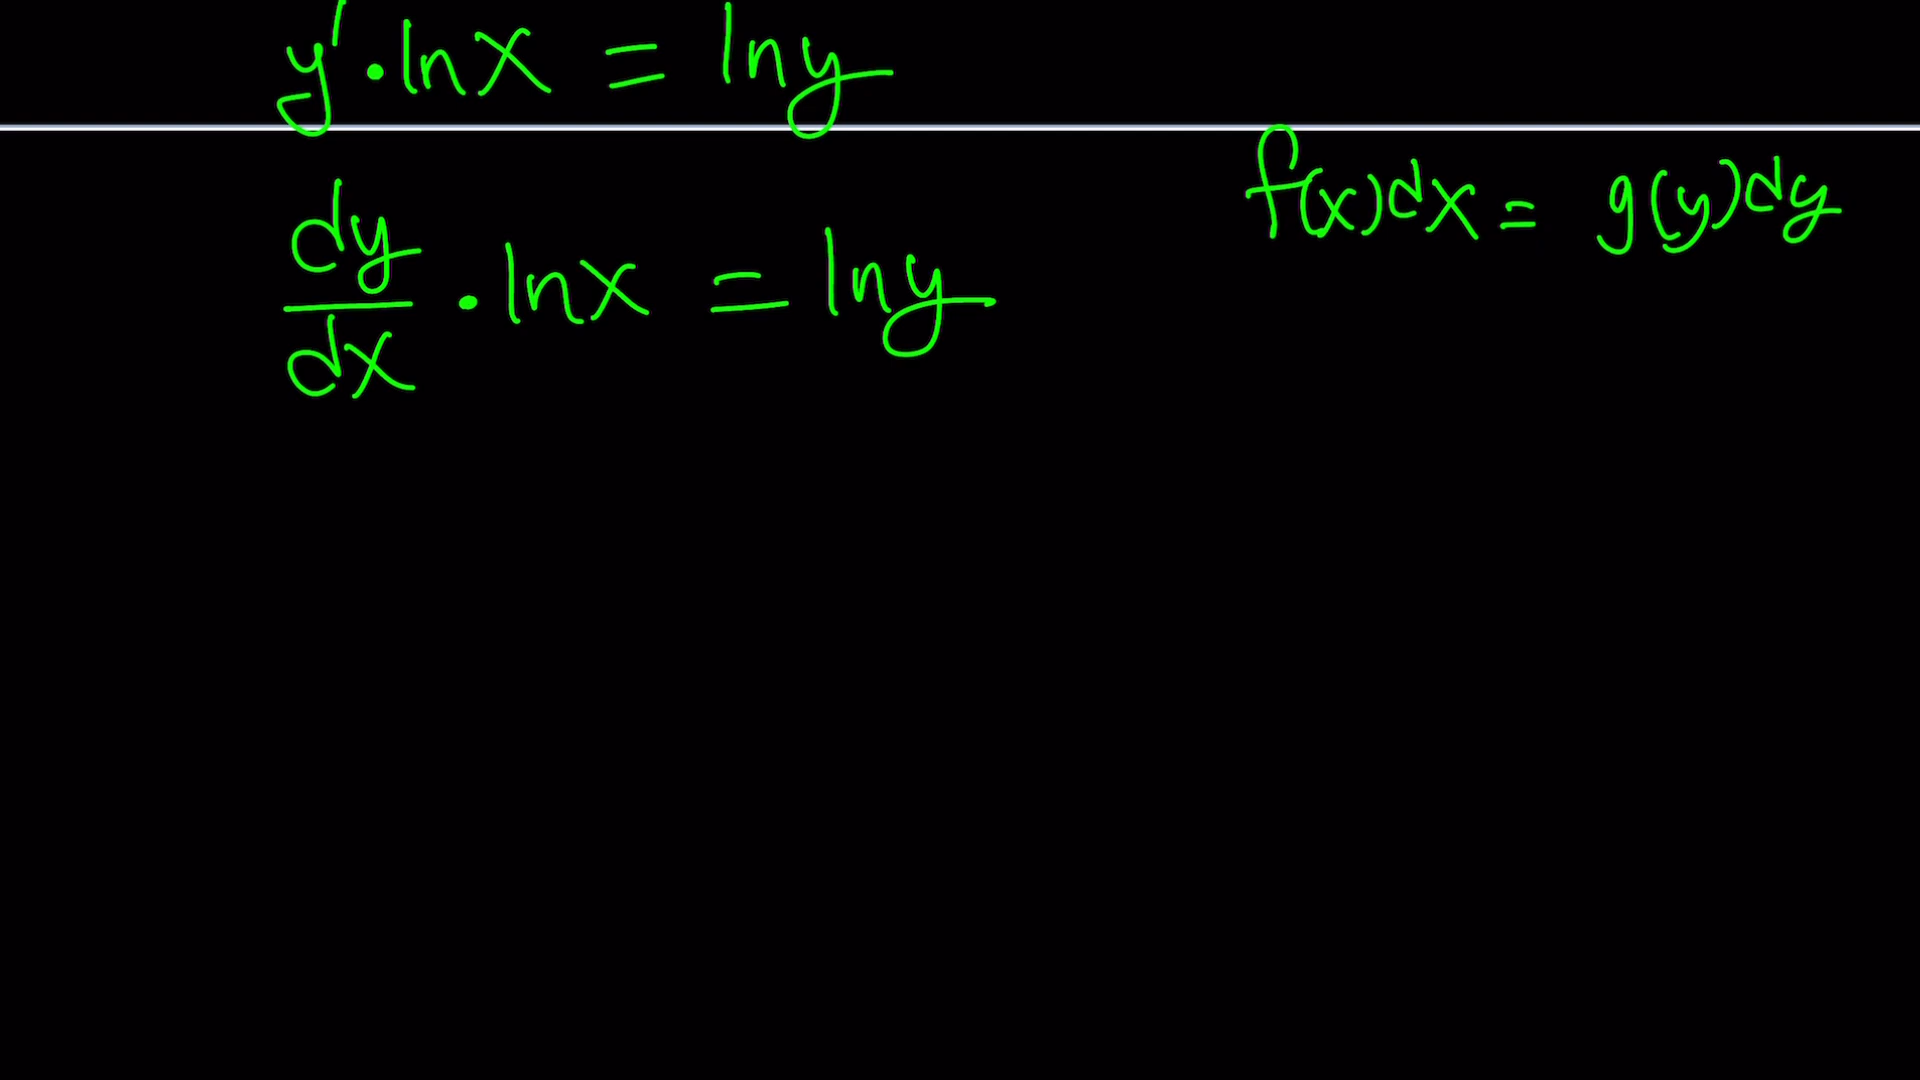 y' · lnx = lny
f(x)dx = g(y)dy
dy/dx · lnx = lny